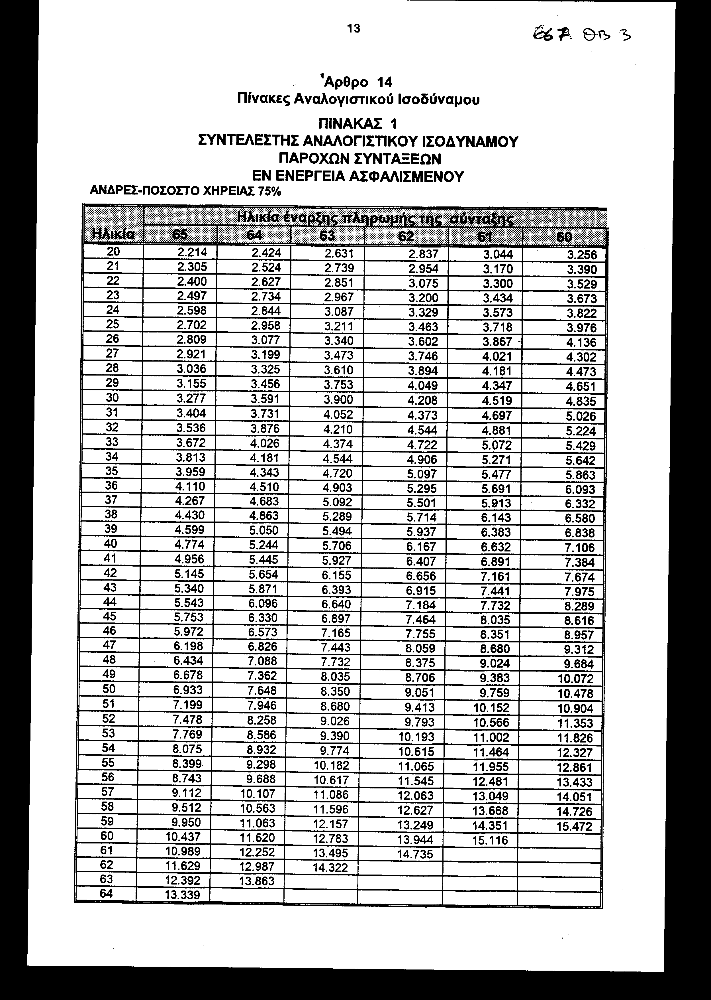 13
ΘΒ 3
Άρθρο 14
Πίνακες Αναλογιστικού Ισοδύναμου
ΠΙΝΑΚΑΣ 1
ΣΥΝΤΕΛΕΣΤΗΣ ΑΝΑΛΟΓΙΣΤΙΚΟΥ ΙΣΟΔΥΝΑΜΟΥ
ΠΑΡΟΧΩΝ ΣΥΝΤΑΞΕΩΝ
ΕΝ ΕΝΕΡΓΕΙΑ ΑΣΦΑΛΙΣΜΕΝΟΥ
ΑΝΔΡΕΣ-ΠΟΣΟΣΤΟ ΧΗΡΕΙΑΣ 75%
Ηλικία έναρξης πληρωμής της σύνταξης
Ηλικία 65 64 63 62 61 60
20 2.214 2.424 2.631 2.837 3.044 3.256
21 2.305 2.524 2.739 2.954 3.170 3.390
22 2.400 2.627 2.851 3.075 3.300 3.529
23 2.497 2.734 2.967 3.200 3.434 3.673
24 2.598 2.844 3.087 3.329 3.573 3.822
25 2.702 2.958 3.211 3.463 3.718 3.976
26 2.809 3.077 3.340 3.602 3.867 4.136
27 2.921 3.199 3.473 3.746 4.021 4.302
28 3.036 3.325 3.610 3.894 4.181 4.473
29 3.155 3.456 3.753 4.049 4.347 4.651
30 3.277 3.591 3.900 4.208 4.519 4.835
31 3.404 3.731 4.052 4.373 4.697 5.026
32 3.536 3.876 4.210 4.544 4.881 5.224
33 3.672 4.026 4.374 4.722 5.072 5.429
34 3.813 4.181 4.544 4.906 5.271 5.642
35 3.959 4.343 4.720 5.097 5.477 5.863
36 4.110 4.510 4.903 5.295 5.691 6.093
37 4.267 4.683 5.092 5.501 5.913 6.332
38 4.430 4.863 5.289 5.714 6.143 6.580
39 4.599 5.050 5.494 5.937 6.383 6.838
40 4.774 5.244 5.706 6.167 6.632 7.106
41 4.956 5.445 5.927 6.407 6.891 7.384
42 5.145 5.654 6.155 6.656 7.161 7.674
43 5.340 5.871 6.393 6.915 7.441 7.975
44 5.543 6.096 6.640 7.184 7.732 8.289
45 5.753 6.330 6.897 7.464 8.035 8.616
46 5.972 6.573 7.165 7.755 8.351 8.957
47 6.198 6.826 7.443 8.059 8.680 9.312
48 6.434 7.088 7.732 8.375 9.024 9.684
49 6.678 7.362 8.035 8.706 9.383 10.072
50 6.933 7.648 8.350 9.051 9.759 10.478
51 7.199 7.946 8.680 9.413 10.152 10.904
52 7.478 8.258 9.026 9.793 10.566 11.353
53 7.769 8.586 9.390 10.193 11.002 11.826
54 8.075 8.932 9.774 10.615 11.464 12.327
55 8.399 9.298 10.182 11.065 11.955 12.861
56 8.743 9.688 10.617 11.545 12.481 13.433
57 9.112 10.107 11.086 12.063 13.049 14.051
58 9.512 10.563 11.596 12.627 13.668 14.726
59 9.950 11.063 12.157 13.249 14.351 15.472
60 10.437 11.620 12.783 13.944 15.116
61 10.989 12.252 13.495 14.735
62 11.629 12.987 14.322
63 12.392 13.863
64 13.339